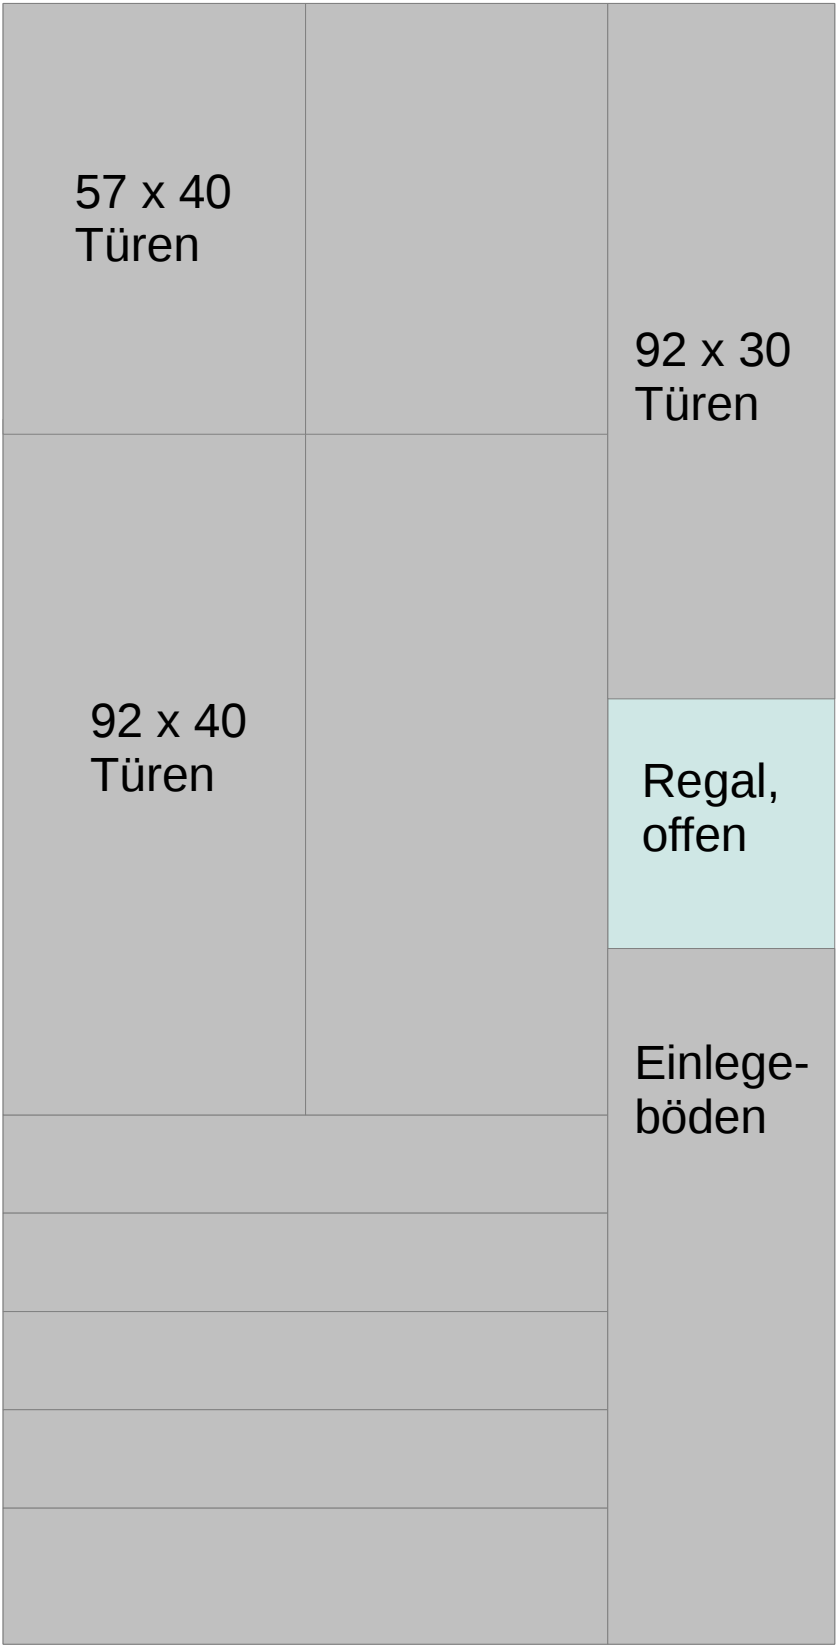 57 x 40
Türen
92 x 30
Türen
92 x 40
Türen
Regal,
offen
Einlege-
böden